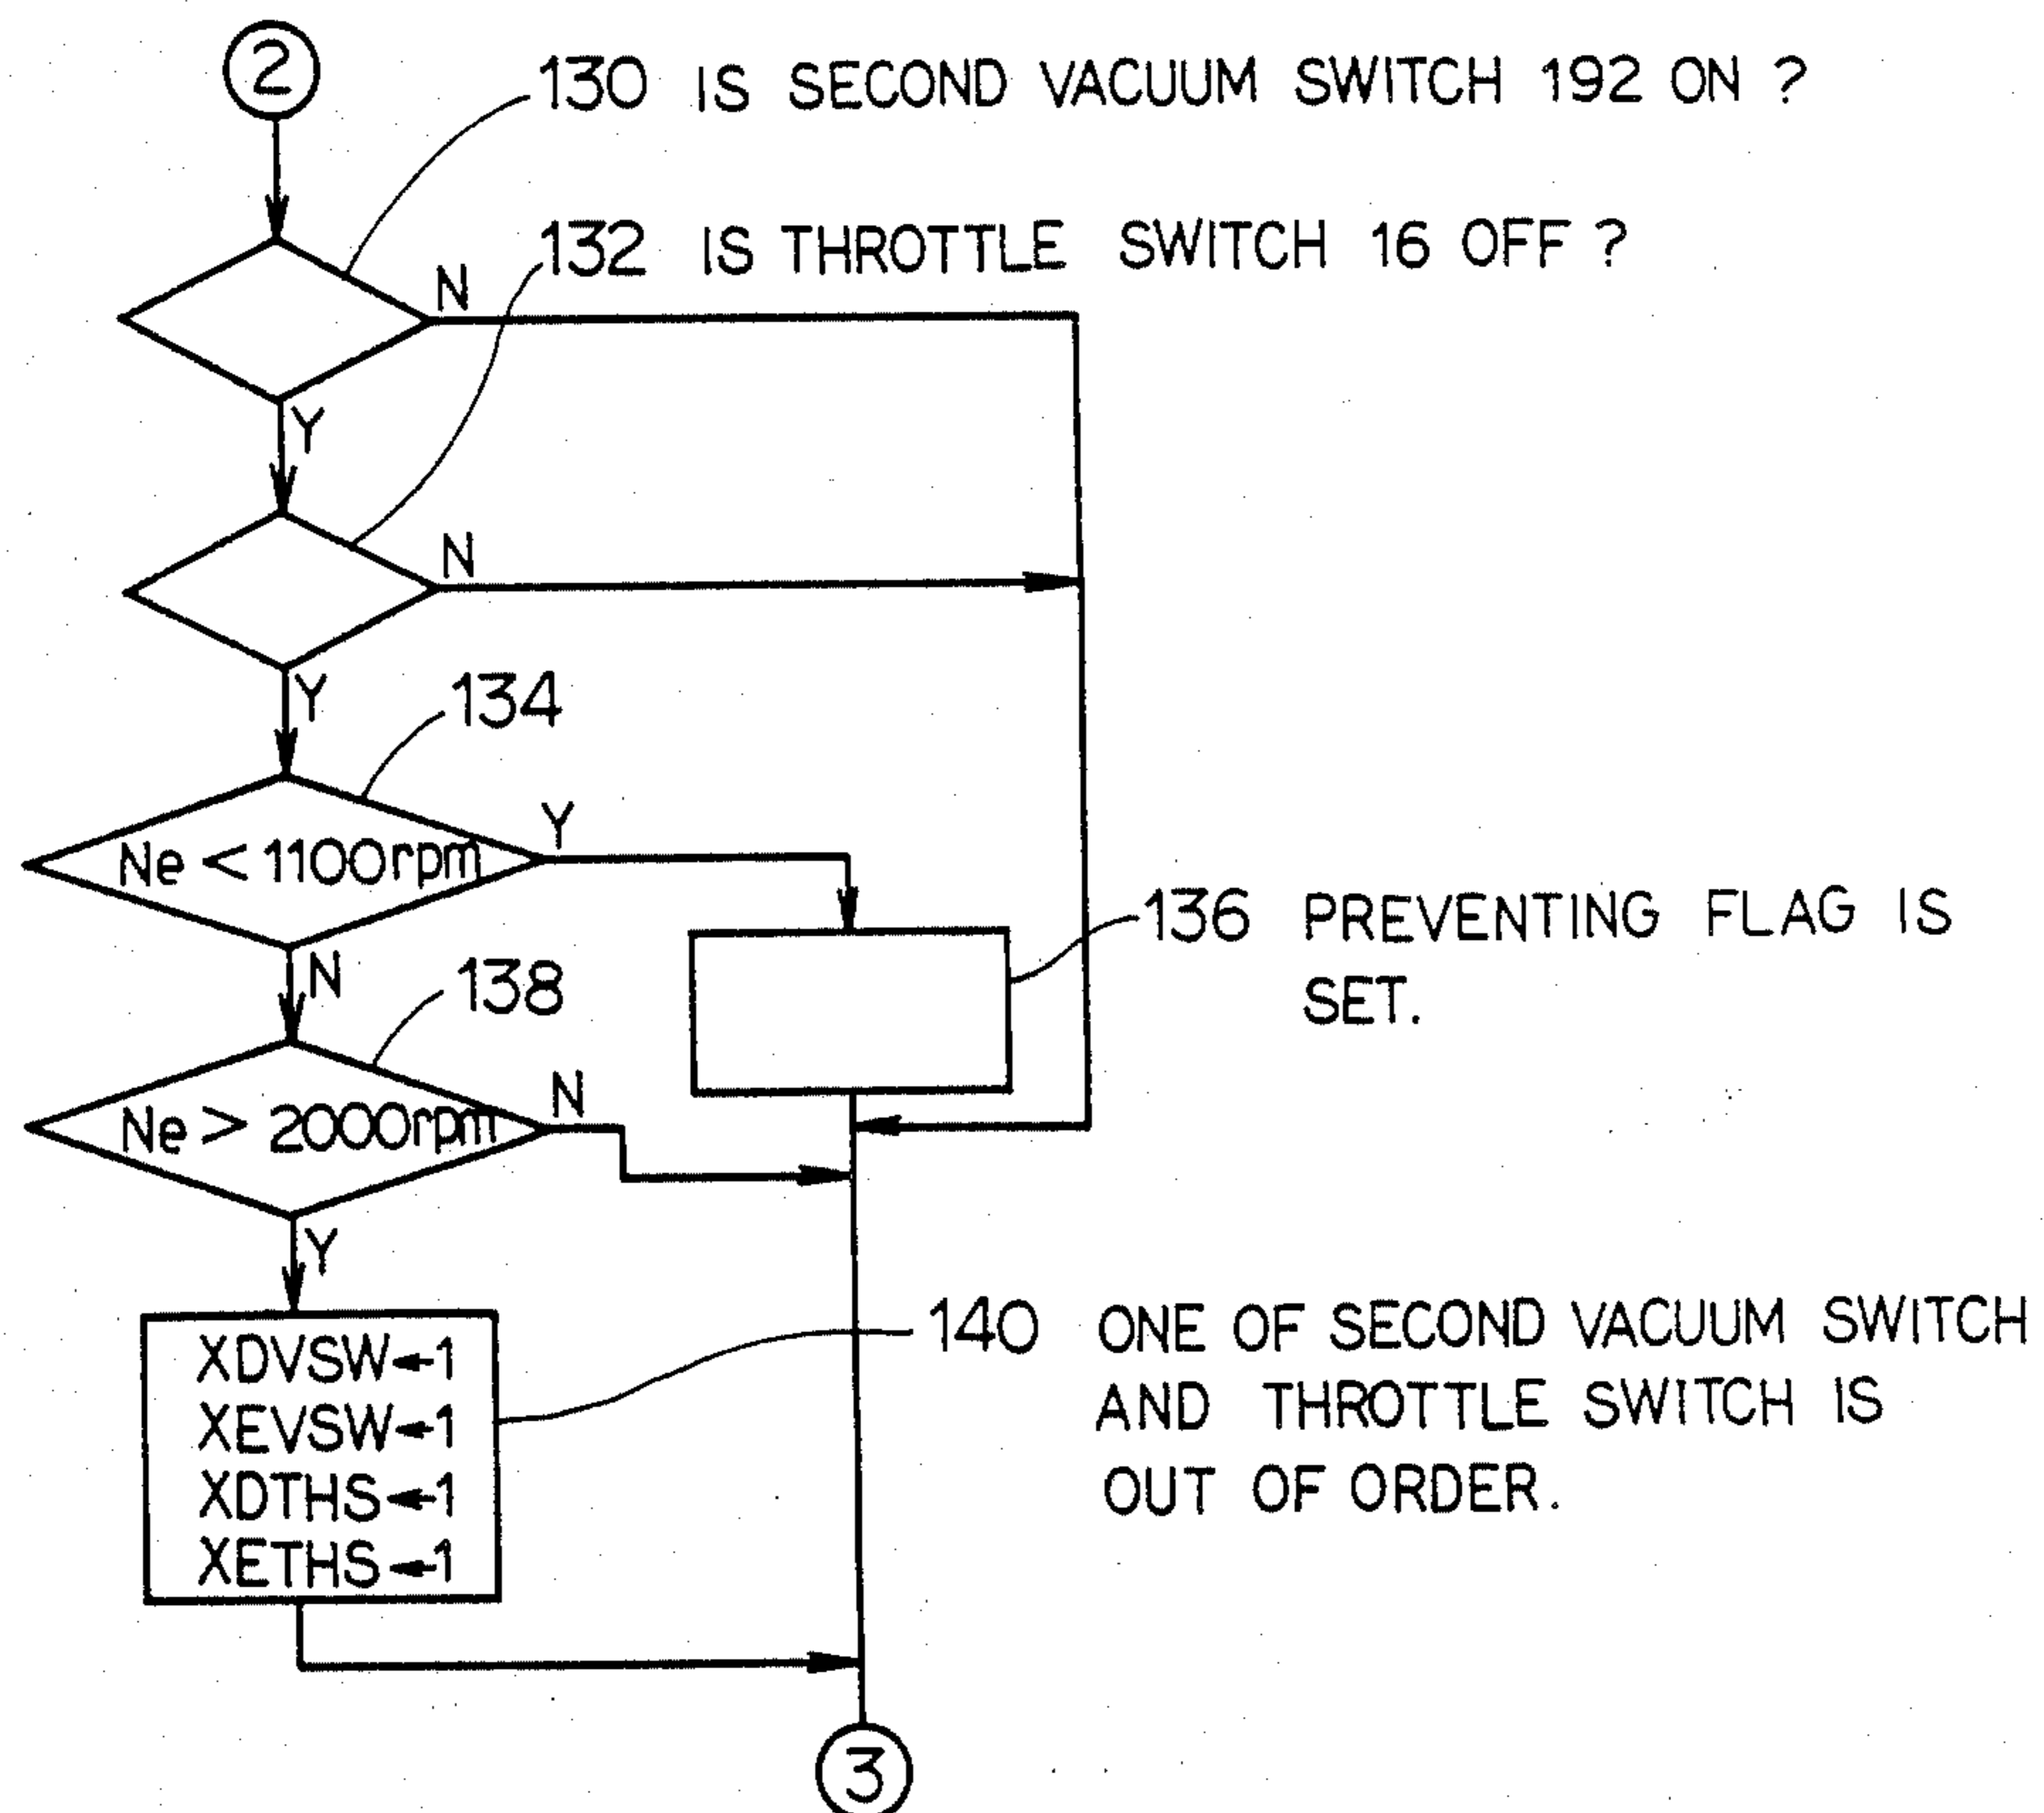 2
130 IS SECOND VACUUM SWITCH 192 ON ?
132 IS THROTTLE SWITCH 16 OFF ?
N
Y
N
Y
134
Y
Ne < 1100rpm
136 PREVENTING FLAG IS
SET.
N
138
N
Ne > 2000rpm
Y
140 ONE OF SECOND VACUUM SWITCH
AND THROTTLE SWITCH IS
OUT OF ORDER.
XDVSW←1
XEVSW←1
XDTHS←1
XETHS←1
3